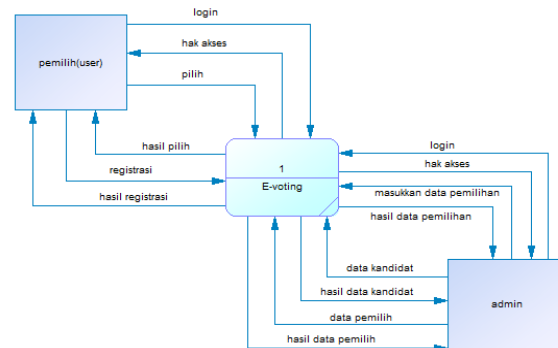 login
hak akses
pemilih(user)
pilih
hasil pilih
registrasi
hasil registrasi
1
E-voting
login
hak akses
masukkan data pemilihan
hasil data pemilihan
data kandidat
hasil data kandidat
admin
data pemilih
hasil data pemilih